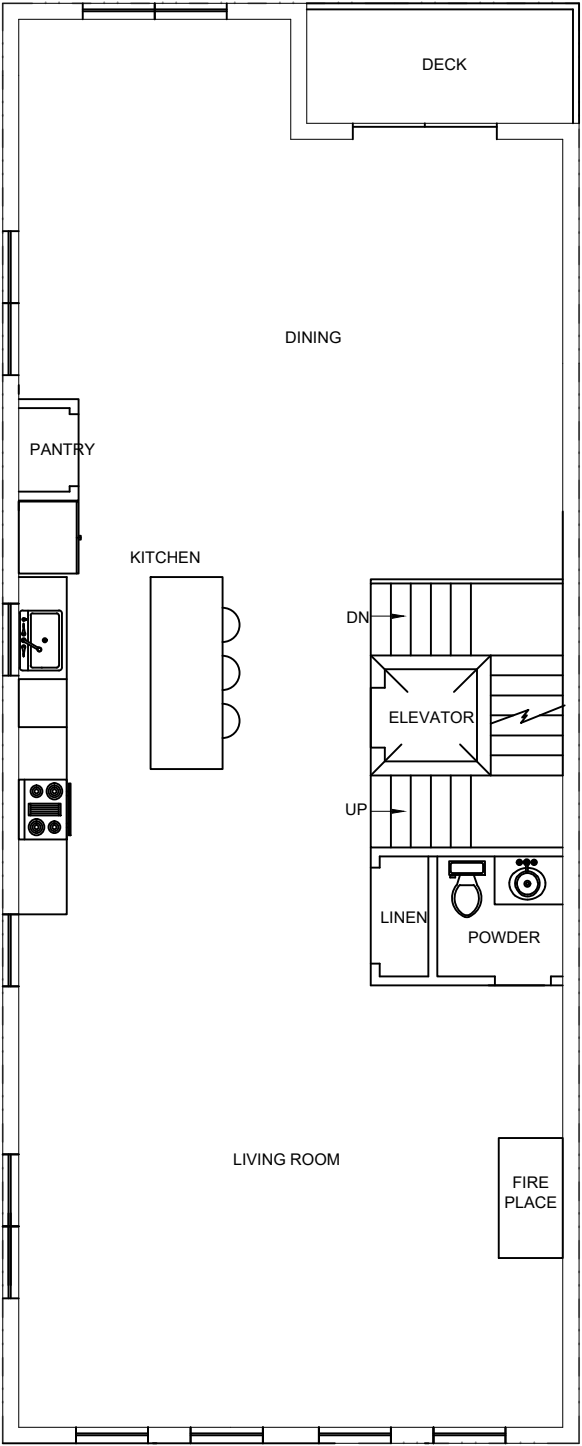 DECK
DINING
PANTRY
KITCHEN
DN
ELEVATOR
UP
LINEN
POWDER
LIVING ROOM
FIRE
PLACE